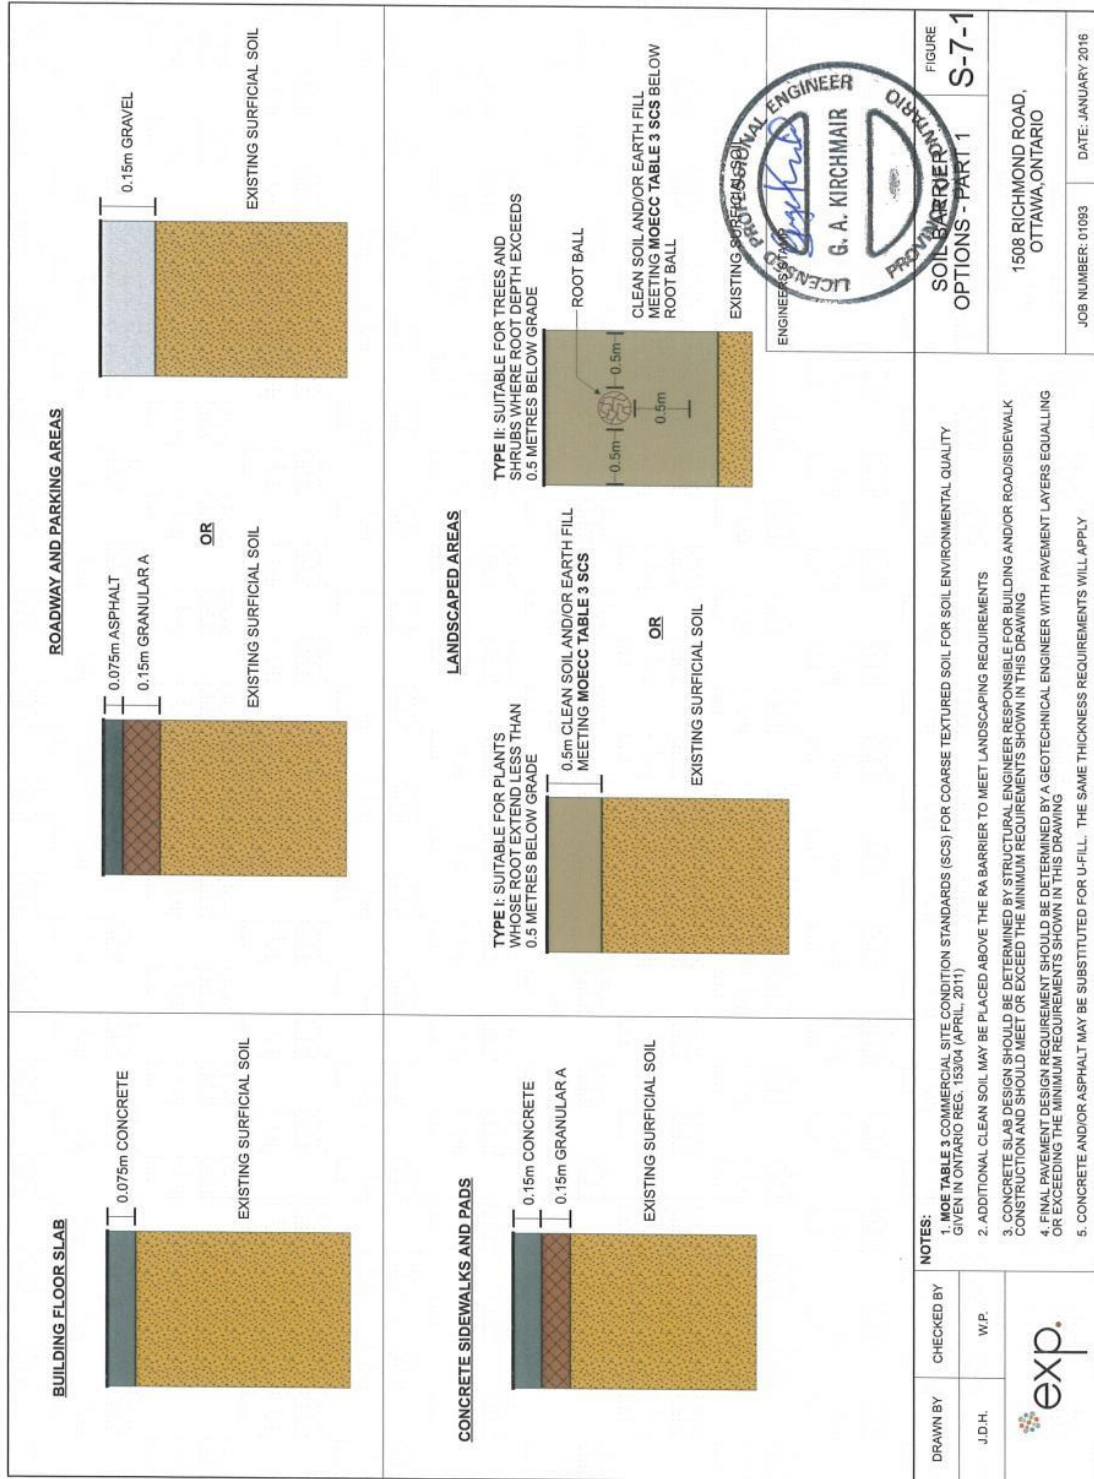 BUILDING FLOOR SLAB
0.075m CONCRETE
EXISTING SURFICIAL SOIL
ROADWAY AND PARKING AREAS
0.075m ASPHALT
0.15m GRANULAR A
EXISTING SURFICIAL SOIL
OR
0.15m GRAVEL
EXISTING SURFICIAL SOIL
CONCRETE SIDEWALKS AND PADS
0.15m CONCRETE
0.15m GRANULAR A
EXISTING SURFICIAL SOIL
LANDSCAPED AREAS
TYPE I: SUITABLE FOR PLANTS
WHOSE ROOT EXTEND LESS THAN
0.5 METRES BELOW GRADE
0.5m CLEAN SOIL AND/OR EARTH FILL
MEETING MOECC TABLE 3 SCS
EXISTING SURFICIAL SOIL
OR
TYPE II: SUITABLE FOR TREES AND
SHRUBS WHERE ROOT DEPTH EXCEEDS
0.5 METRES BELOW GRADE
ROOT BALL
0.5m
0.5m
0.5m
CLEAN SOIL AND/OR EARTH FILL
MEETING MOECC TABLE 3 SCS BELOW
ROOT BALL
EXISTING SURFICIAL SOIL
ENGINEERS STAMP
LICENSED PROFESSIONAL ENGINEER
G. A. KIRCHMAIR
PROVINCE OF ONTARIO
DRAWN BY
CHECKED BY
J.D.H.
W.P.
exp.
NOTES:
1. MOE TABLE 3 COMMERCIAL SITE CONDITION STANDARDS (SCS) FOR COARSE TEXTURED SOIL FOR SOIL ENVIRONMENTAL QUALITY
GIVEN IN ONTARIO REG. 153/04 (APRIL, 2011)
2. ADDITIONAL CLEAN SOIL MAY BE PLACED ABOVE THE RA BARRIER TO MEET LANDSCAPING REQUIREMENTS
3. CONCRETE SLAB DESIGN SHOULD BE DETERMINED BY STRUCTURAL ENGINEER RESPONSIBLE FOR BUILDING AND/OR ROAD/SIDEWALK
CONSTRUCTION AND SHOULD MEET OR EXCEED THE MINIMUM REQUIREMENTS SHOWN IN THIS DRAWING
4. FINAL PAVEMENT DESIGN REQUIREMENT SHOULD BE DETERMINED BY A GEOTECHNICAL ENGINEER WITH PAVEMENT LAYERS EQUALLING
OR EXCEEDING THE MINIMUM REQUIREMENTS SHOWN IN THIS DRAWING
5. CONCRETE AND/OR ASPHALT MAY BE SUBSTITUTED FOR U-FILL. THE SAME THICKNESS REQUIREMENTS WILL APPLY
SOIL BARRIER
OPTIONS - PART 1
FIGURE
S-7-1
1508 RICHMOND ROAD,
OTTAWA,ONTARIO
JOB NUMBER: 01093
DATE: JANUARY 2016